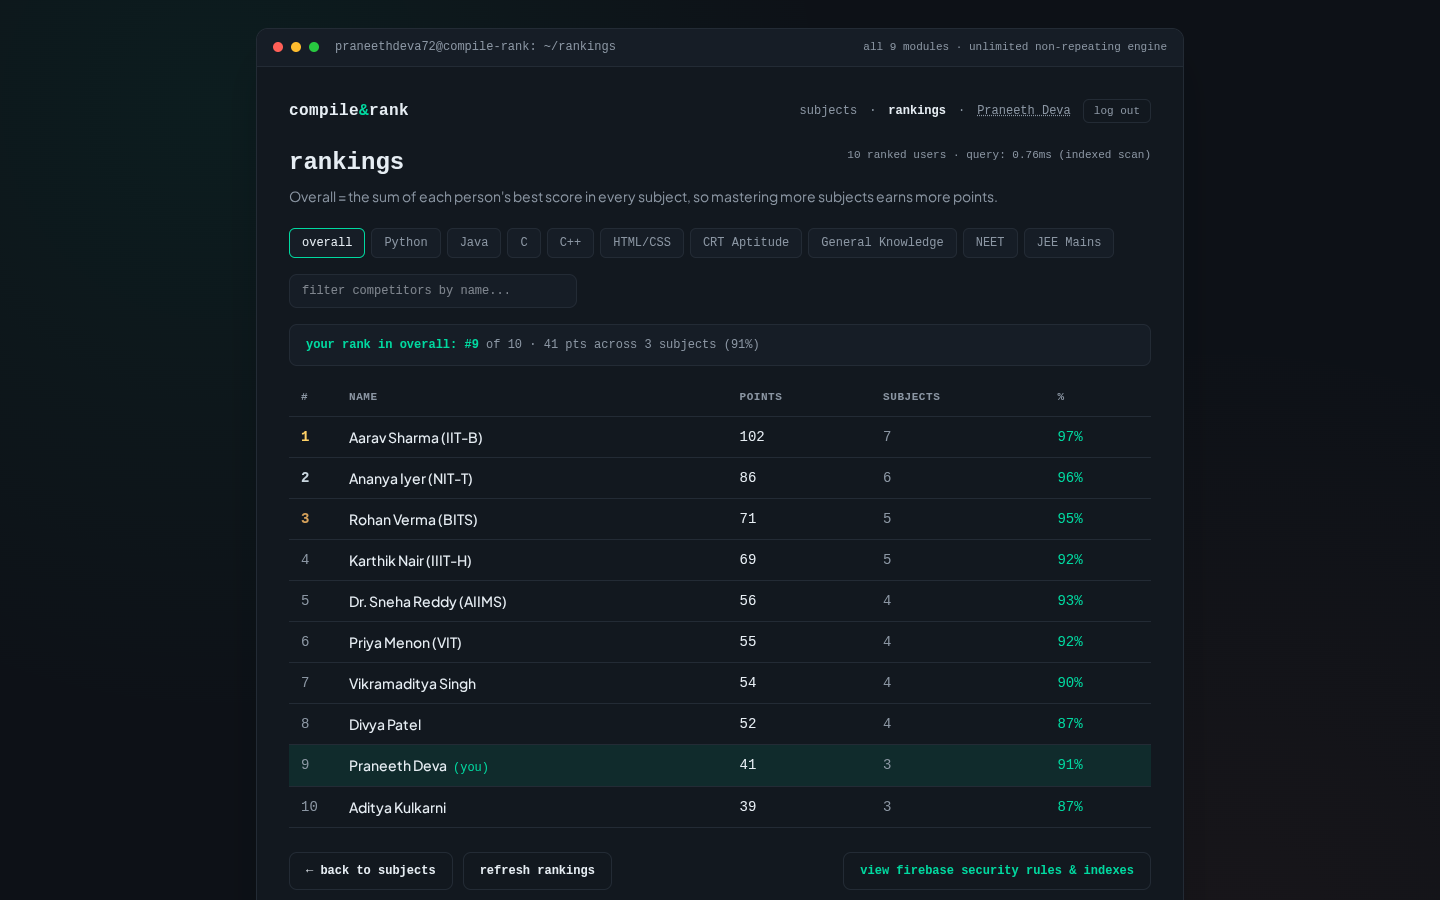 praneethdeva72@compile-rank: ~/rankings
all 9 modules · unlimited non-repeating engine
compile&rank
subjects · rankings · Praneeth Deva log out
rankings
10 ranked users · query: 0.76ms (indexed scan)
Overall = the sum of each person's best score in every subject, so mastering more subjects earns more points.
overall Python Java C C++ HTML/CSS CRT Aptitude General Knowledge NEET JEE Mains
filter competitors by name...
your rank in overall: #9 of 10 · 41 pts across 3 subjects (91%)
# NAME POINTS SUBJECTS %
1 Aarav Sharma (IIT-B) 102 7 97%
2 Ananya Iyer (NIT-T) 86 6 96%
3 Rohan Verma (BITS) 71 5 95%
4 Karthik Nair (IIIT-H) 69 5 92%
5 Dr. Sneha Reddy (AIIMS) 56 4 93%
6 Priya Menon (VIT) 55 4 92%
7 Vikramaditya Singh 54 4 90%
8 Divya Patel 52 4 87%
9 Praneeth Deva (you) 41 3 91%
10 Aditya Kulkarni 39 3 87%
← back to subjects refresh rankings view firebase security rules & indexes